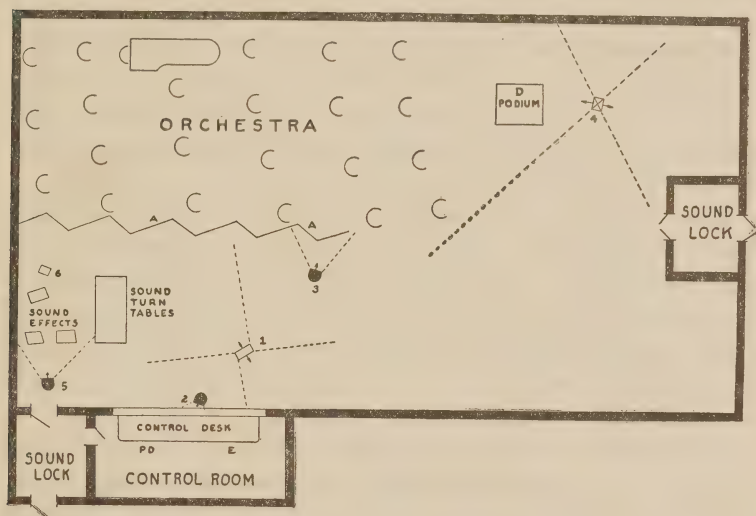 D
PODIUM
4
ORCHESTRA
A
A
SOUND
LOCK
6
3
SOUND
TURN
TABLES
SOUND
EFFECTS
1
5
2
CONTROL DESK
PD
E
SOUND
LOCK
CONTROL ROOM